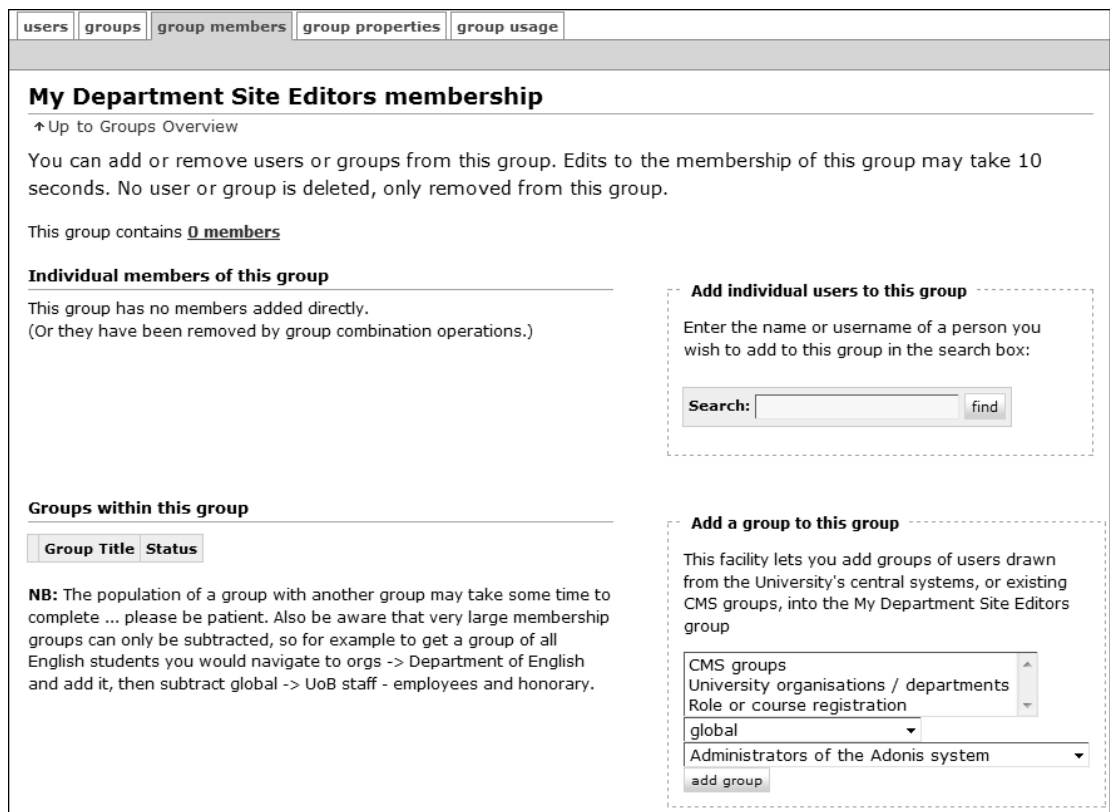 users groups group members group properties group usage
My Department Site Editors membership
Up to Groups Overview
You can add or remove users or groups from this group. Edits to the membership of this group may take 10
seconds. No user or group is deleted, only removed from this group.
This group contains 0 members
Individual members of this group
This group has no members added directly.
(Or they have been removed by group combination operations.)
Add individual users to this group
Enter the name or username of a person you
wish to add to this group in the search box:
Search: find
Groups within this group
Group Title Status
NB: The population of a group with another group may take some time to
complete ... please be patient. Also be aware that very large membership
groups can only be subtracted, so for example to get a group of all
English students you would navigate to orgs -> Department of English
and add it, then subtract global -> UoB staff - employees and honorary.
Add a group to this group
This facility lets you add groups of users drawn
from the University's central systems, or existing
CMS groups, into the My Department Site Editors
group
CMS groups
University organisations / departments
Role or course registration
global
Administrators of the Adonis system
add group